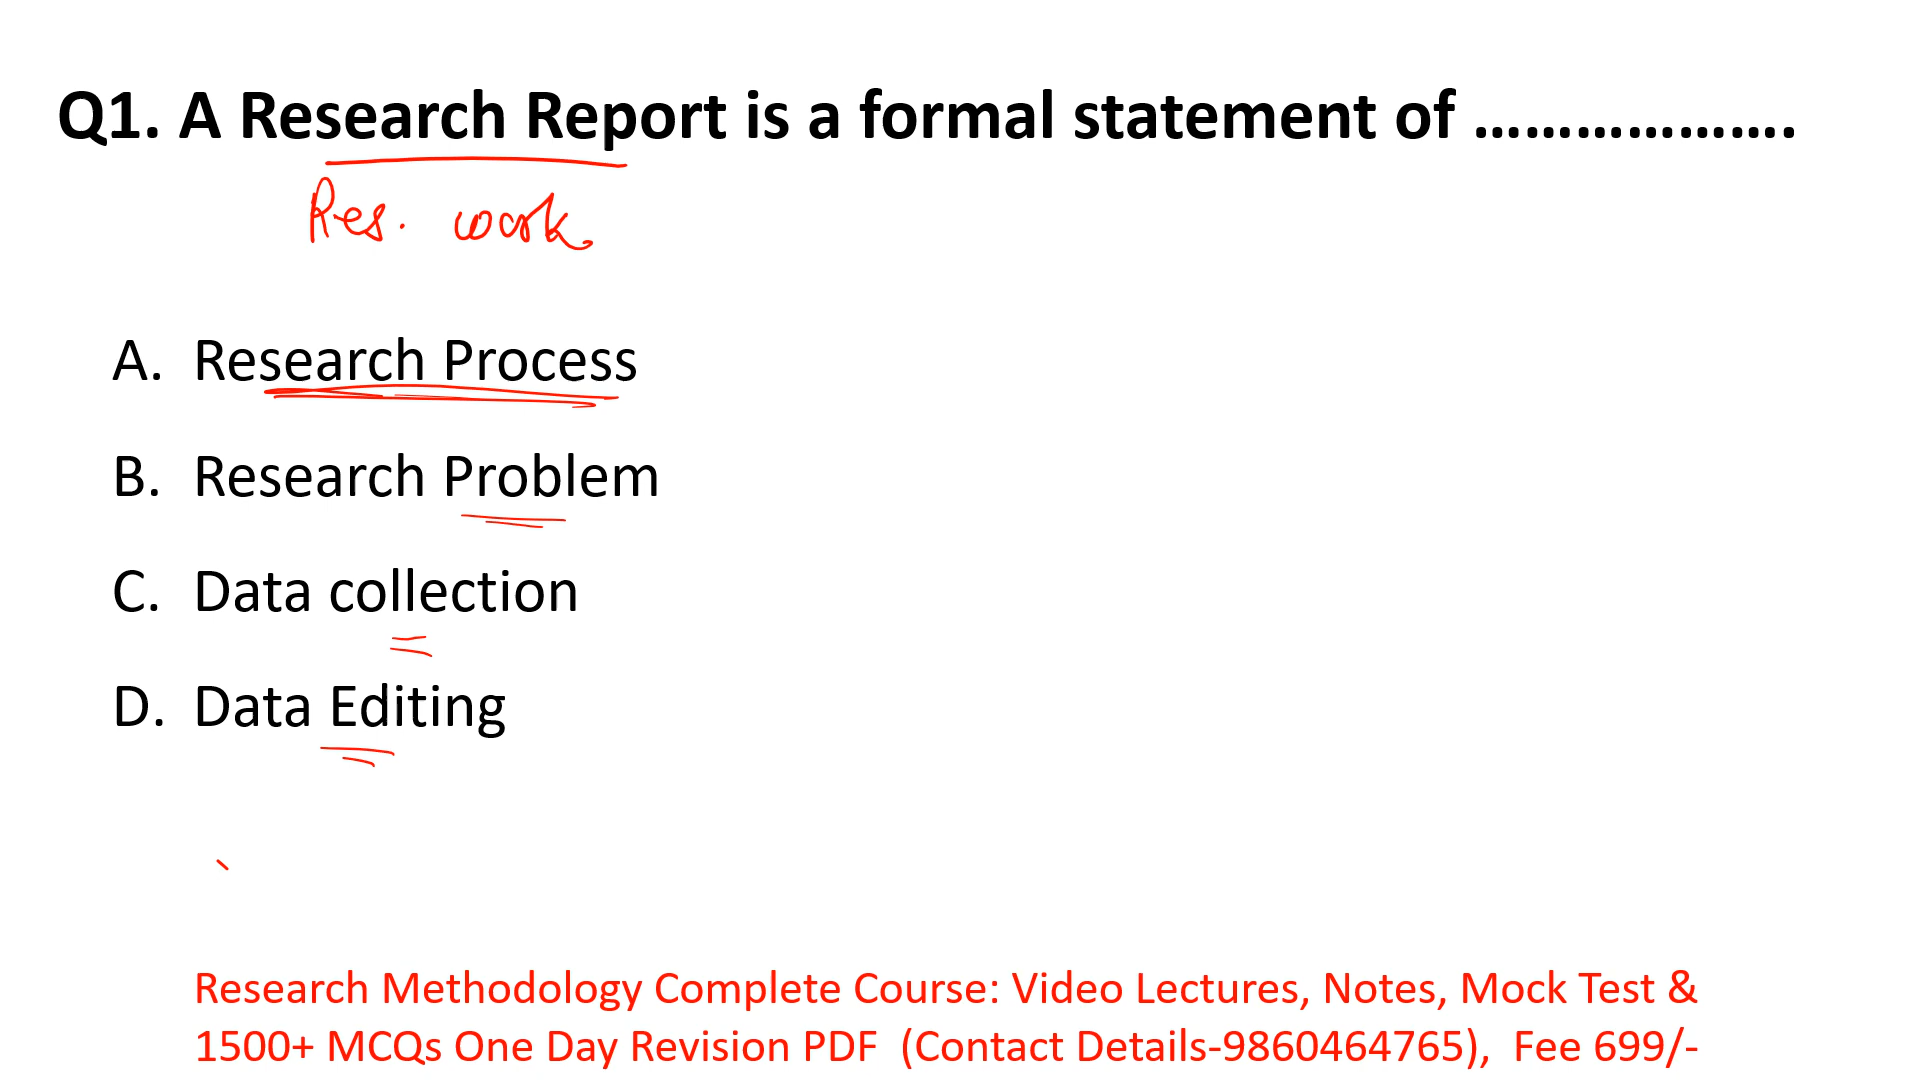 Q1. A Research Report is a formal statement of ……………….
Res. work
A. Research Process
B. Research Problem
C. Data collection
D. Data Editing
Research Methodology Complete Course: Video Lectures, Notes, Mock Test &
1500+ MCQs One Day Revision PDF (Contact Details-9860464765), Fee 699/-